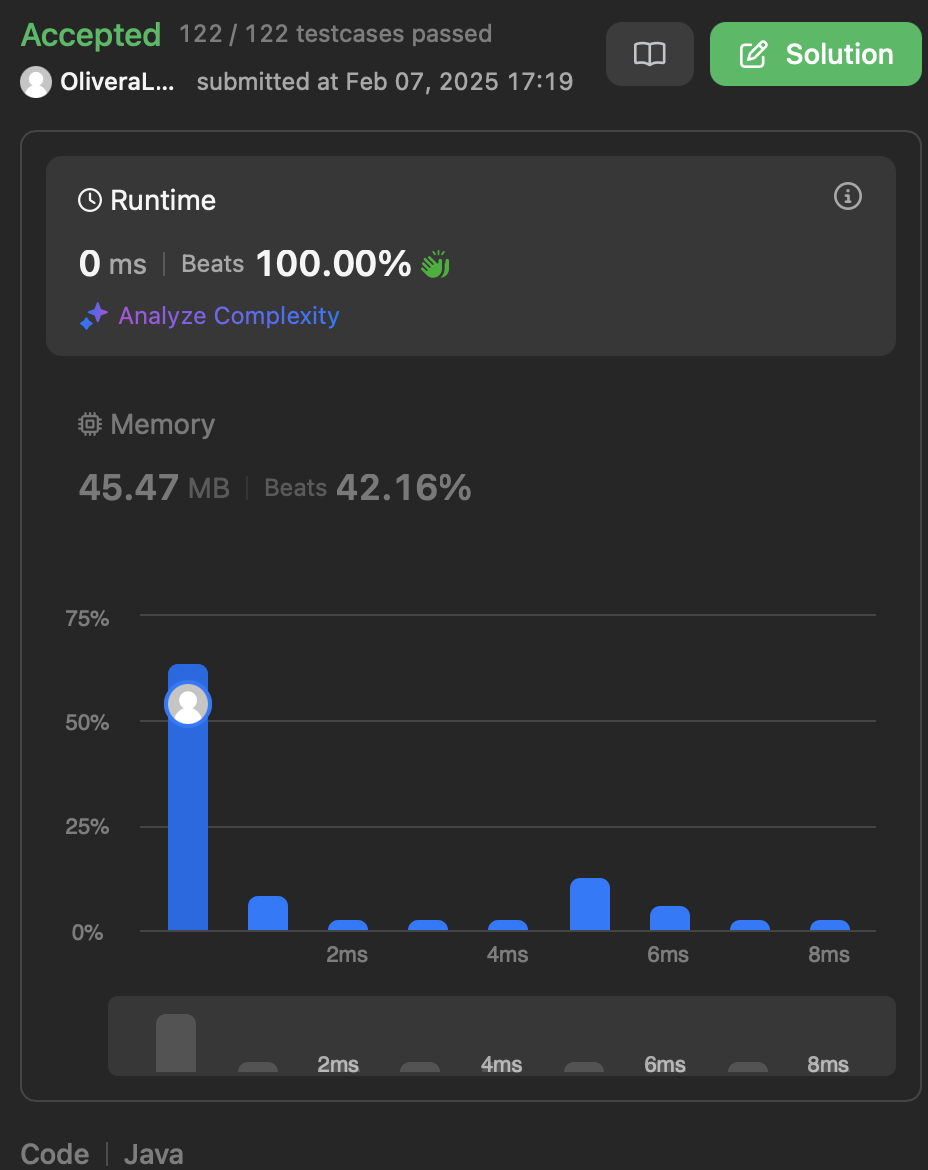 Accepted 122 / 122 testcases passed
Solution
OliveraL... submitted at Feb 07, 2025 17:19
Runtime
0 ms | Beats 100.00%
Analyze Complexity
Memory
45.47 MB | Beats 42.16%
75%
50%
25%
0%
2ms 4ms 6ms 8ms
2ms 4ms 6ms 8ms
Code | Java